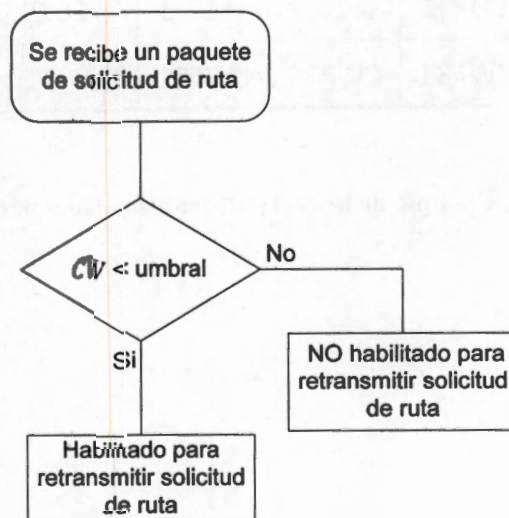 Se recibe un paquete
de solicitud de ruta
CW < umbral
No
Si
NO habilitado para
retransmitir solicitud
de ruta
Habilitado para
retransmitir solicitud
de ruta